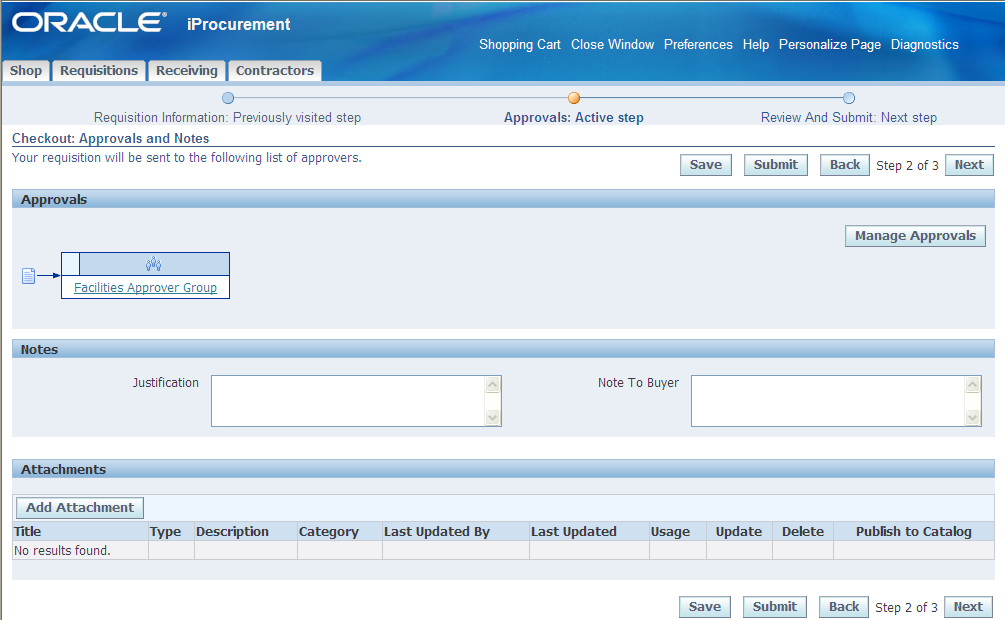 ORACLE® iProcurement
Shopping Cart Close Window Preferences Help Personalize Page Diagnostics
Shop Requisitions Receiving Contractors
Requisition Information: Previously visited step Approvals: Active step Review And Submit: Next step
Checkout: Approvals and Notes
Your requisition will be sent to the following list of approvers.
Save Submit Back Step 2 of 3 Next
Approvals
Manage Approvals
Facilities Approver Group
Notes
Justification Note To Buyer
Attachments
Add Attachment
Title Type Description Category Last Updated By Last Updated Usage Update Delete Publish to Catalog
No results found.
Save Submit Back Step 2 of 3 Next